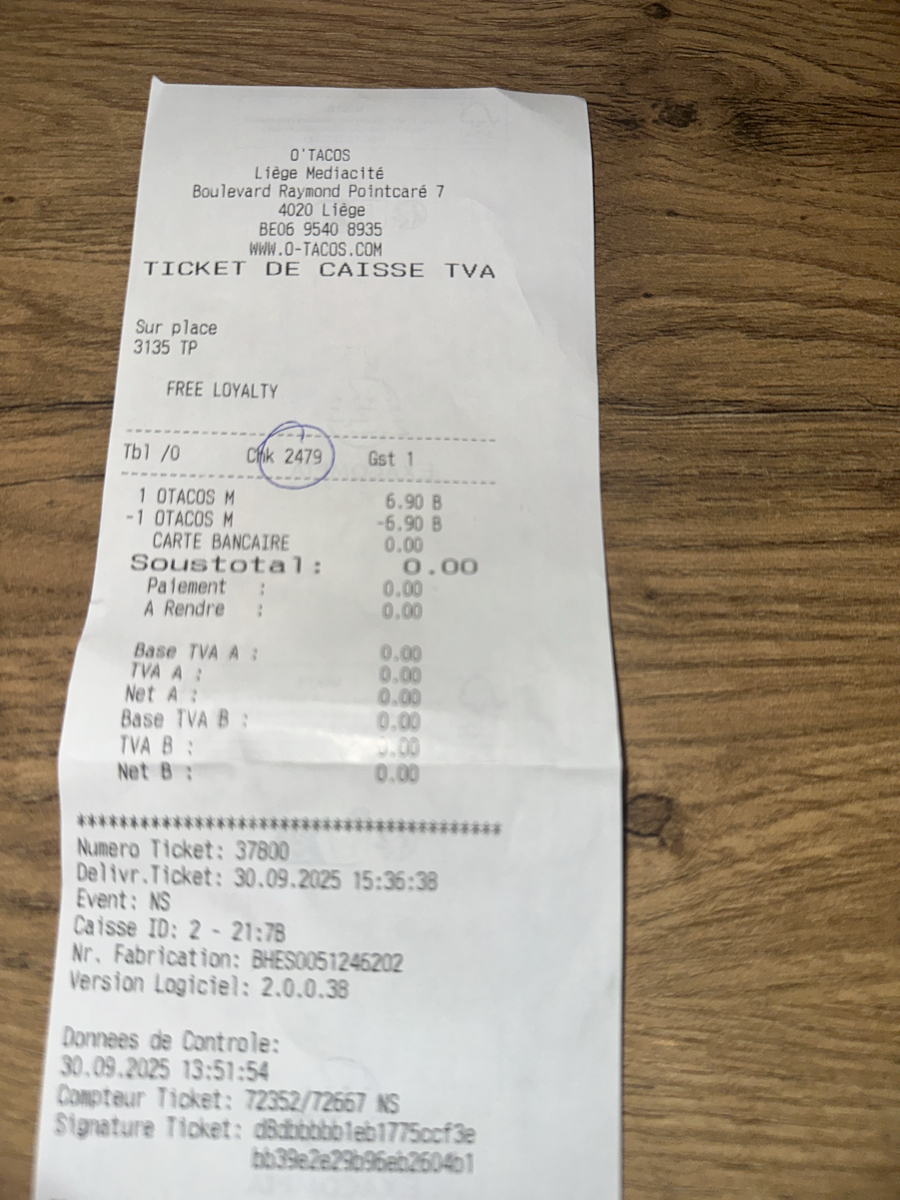 O'TACOS
Liège Mediacité
Boulevard Raymond Pointcaré 7
4020 Liège
BE06 9540 8935
WWW.O-TACOS.COM
TICKET DE CAISSE TVA
Sur place
3135 TP
FREE LOYALTY
Tbl /0 Chk 2479 Gst 1
1 OTACOS M 6.90 B
-1 OTACOS M -6.90 B
CARTE BANCAIRE 0.00
Soustotal: 0.00
Paiement : 0.00
A Rendre : 0.00
Base TVA A : 0.00
TVA A : 0.00
Net A : 0.00
Base TVA B : 0.00
TVA B : 0.00
Net B : 0.00
*****************************************
Numero Ticket: 37800
Delivr.Ticket: 30.09.2025 15:36:38
Event: NS
Caisse ID: 2 - 21:7B
Nr. Fabrication: BHES0051246202
Version Logiciel: 2.0.0.38
Donnees de Controle:
30.09.2025 13:51:54
Compteur Ticket: 72352/72667 NS
Signature Ticket: d8dbbbbb1eb1775ccf3e
bb39e2e29b96eb2604b1